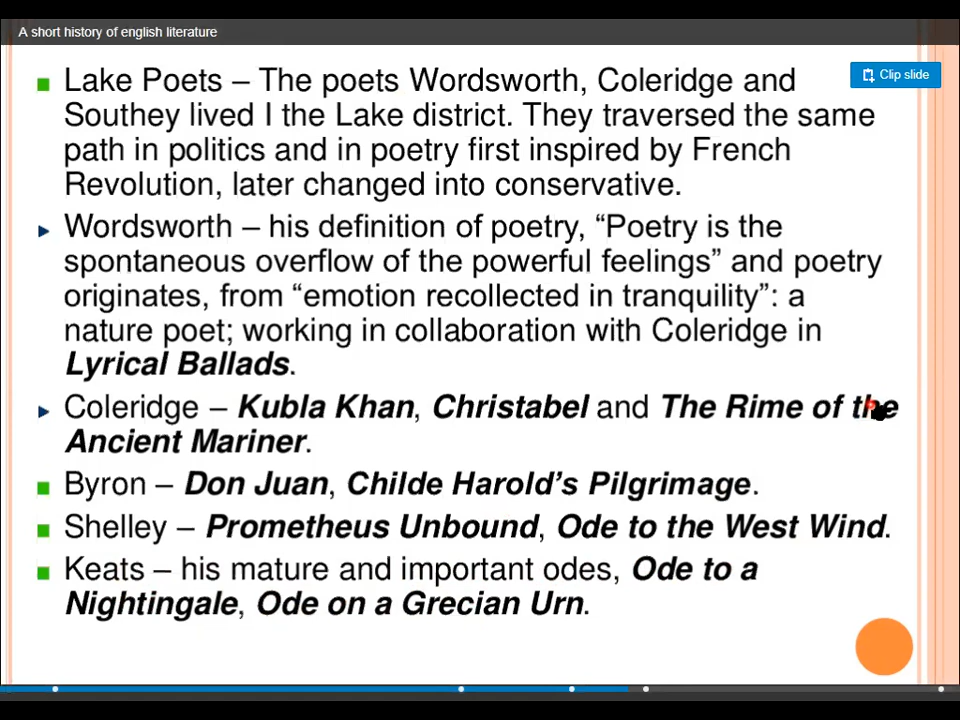 A short history of english literature
Clip slide
Lake Poets – The poets Wordsworth, Coleridge and
Southey lived I the Lake district. They traversed the same
path in politics and in poetry first inspired by French
Revolution, later changed into conservative.
Wordsworth – his definition of poetry, “Poetry is the
spontaneous overflow of the powerful feelings” and poetry
originates, from “emotion recollected in tranquility”: a
nature poet; working in collaboration with Coleridge in
Lyrical Ballads.
Coleridge – Kubla Khan, Christabel and The Rime of the
Ancient Mariner.
Byron – Don Juan, Childe Harold’s Pilgrimage.
Shelley – Prometheus Unbound, Ode to the West Wind.
Keats – his mature and important odes, Ode to a
Nightingale, Ode on a Grecian Urn.